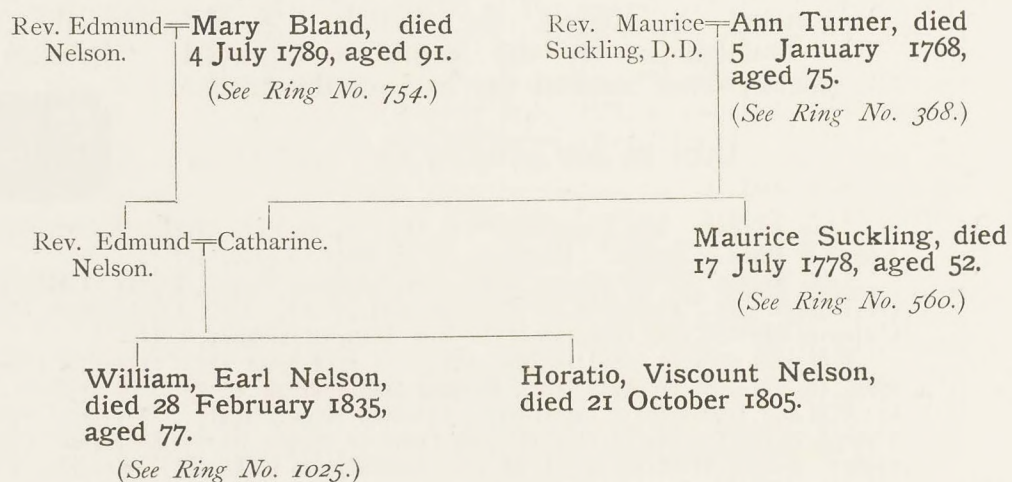 Rev. Edmund
Nelson.
Mary Bland, died
4 July 1789, aged 91.
(See Ring No. 754.)
Rev. Maurice
Suckling, D.D.
Ann Turner, died
5 January 1768,
aged 75.
(See Ring No. 368.)
Rev. Edmund
Nelson.
Catharine.
Maurice Suckling, died
17 July 1778, aged 52.
(See Ring No. 560.)
William, Earl Nelson,
died 28 February 1835,
aged 77.
(See Ring No. 1025.)
Horatio, Viscount Nelson,
died 21 October 1805.